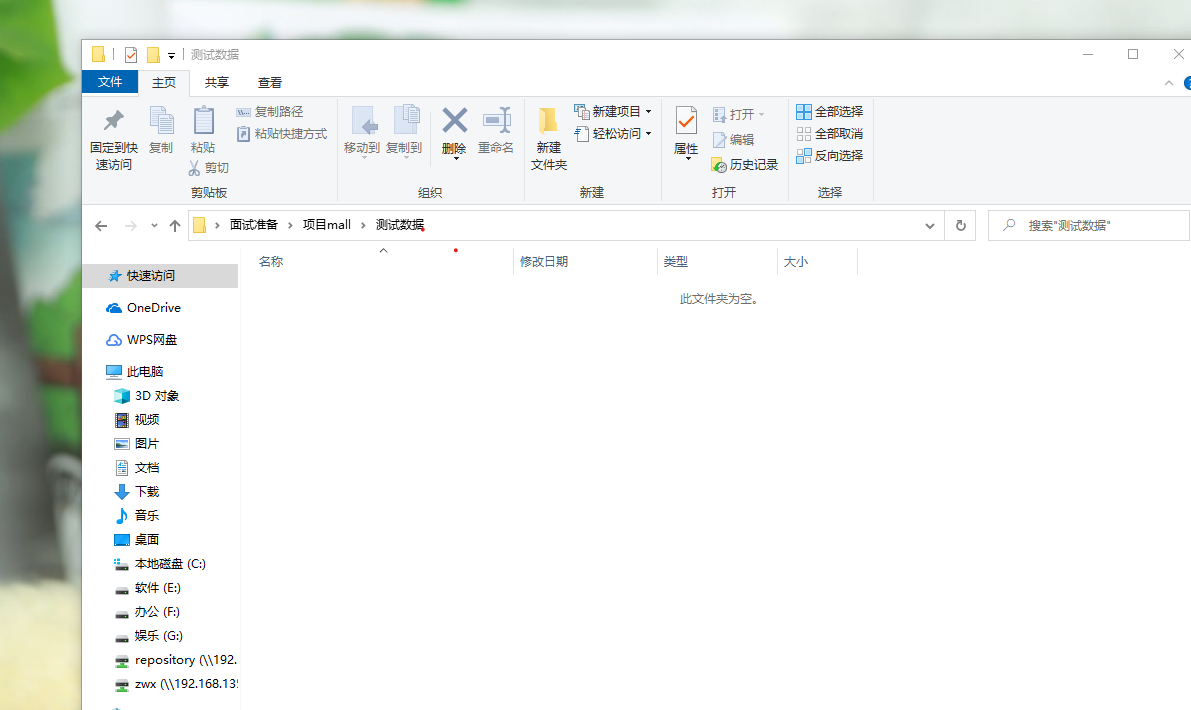 测试数据
文件 主页 共享 查看
固定到快速访问
复制
粘贴
复制路径
粘贴快捷方式
剪切
剪贴板
移动到 复制到 删除 重命名
组织
新建文件夹
新建项目
轻松访问
新建
属性
打开
编辑
历史记录
打开
全部选择
全部取消
反向选择
选择
面试准备 项目mall 测试数据
搜索"测试数据"
名称 修改日期 类型 大小
此文件夹为空。
快速访问
OneDrive
WPS网盘
此电脑
3D 对象
视频
图片
文档
下载
音乐
桌面
本地磁盘 (C:)
软件 (E:)
办公 (F:)
娱乐 (G:)
repository (\\192.
zwx (\\192.168.13